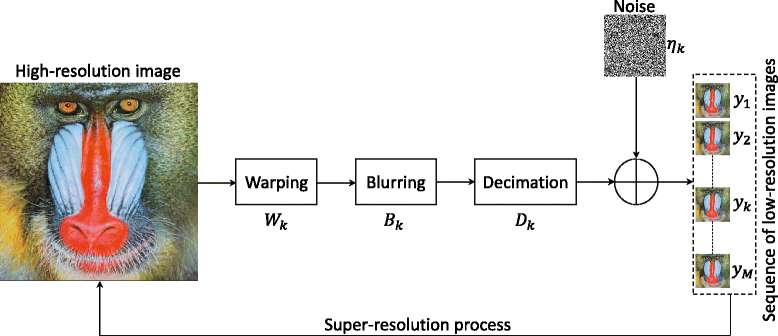 Noise
η_k
High-resolution image
Warping
Blurring
Decimation
W_k
B_k
D_k
y_1
y_2
y_k
y_M
Sequence of low-resolution images
Super-resolution process